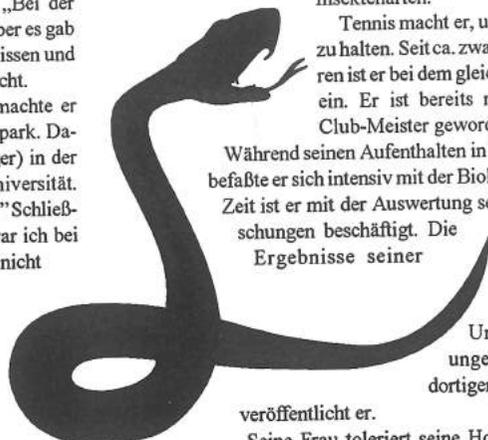 „Bei der
ber es gab
issen und
cht.
machte er
park. Da-
er) in der
niversität.
” Schließ-
ar ich bei
nicht
Insektenarten.
Tennis macht er, u
zu halten. Seit ca. zwa
ren ist er bei dem gleic
ein. Er ist bereits
Club-Meister geword
Während seinen Aufenthalten in
befaßte er sich intensiv mit der Biol
Zeit ist er mit der Auswertung se
schungen beschäftigt. Die
Ergebnisse seiner
Un
unge
dortiger
veröffentlicht er.
Seine Frau toleriert seine Ho